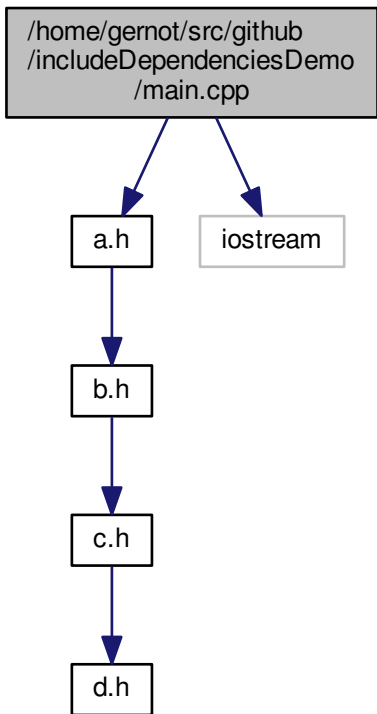 /home/gernot/src/github
/includeDependenciesDemo
/main.cpp
a.h
iostream
b.h
c.h
d.h